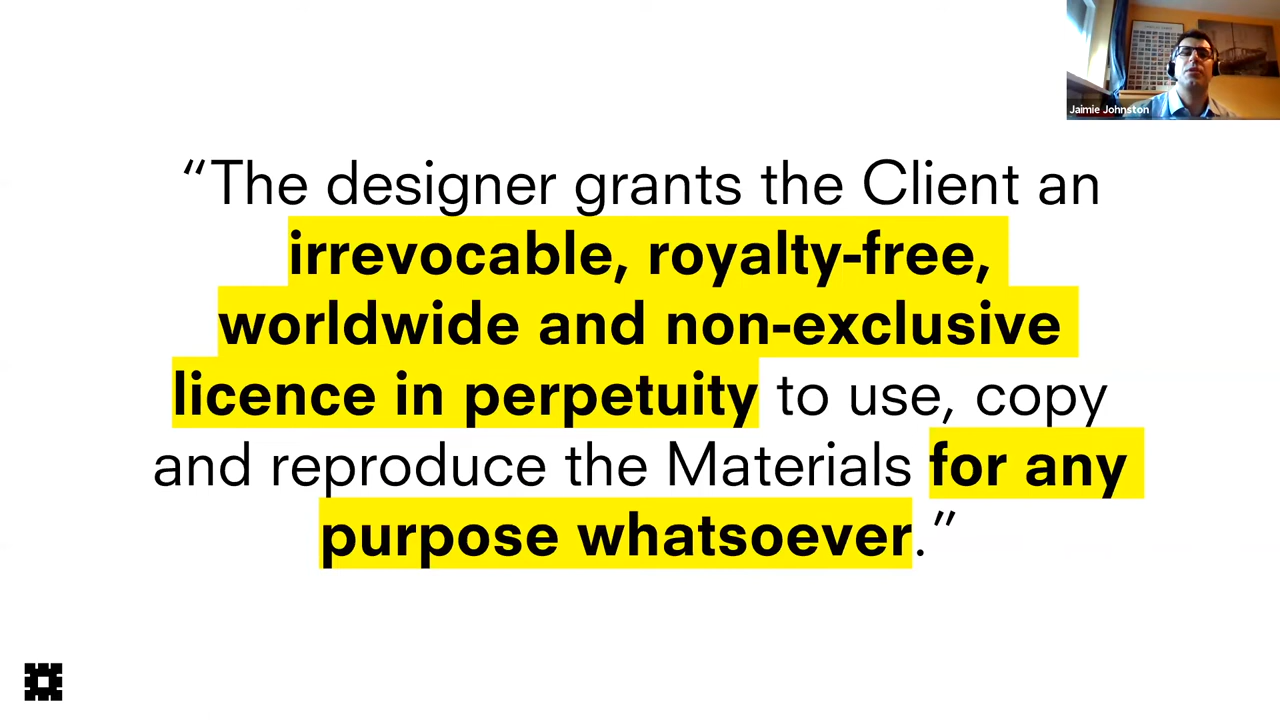 Jaimie Johnston
“The designer grants the Client an
irrevocable, royalty-free,
worldwide and non-exclusive
licence in perpetuity to use, copy
and reproduce the Materials for any
purpose whatsoever.”